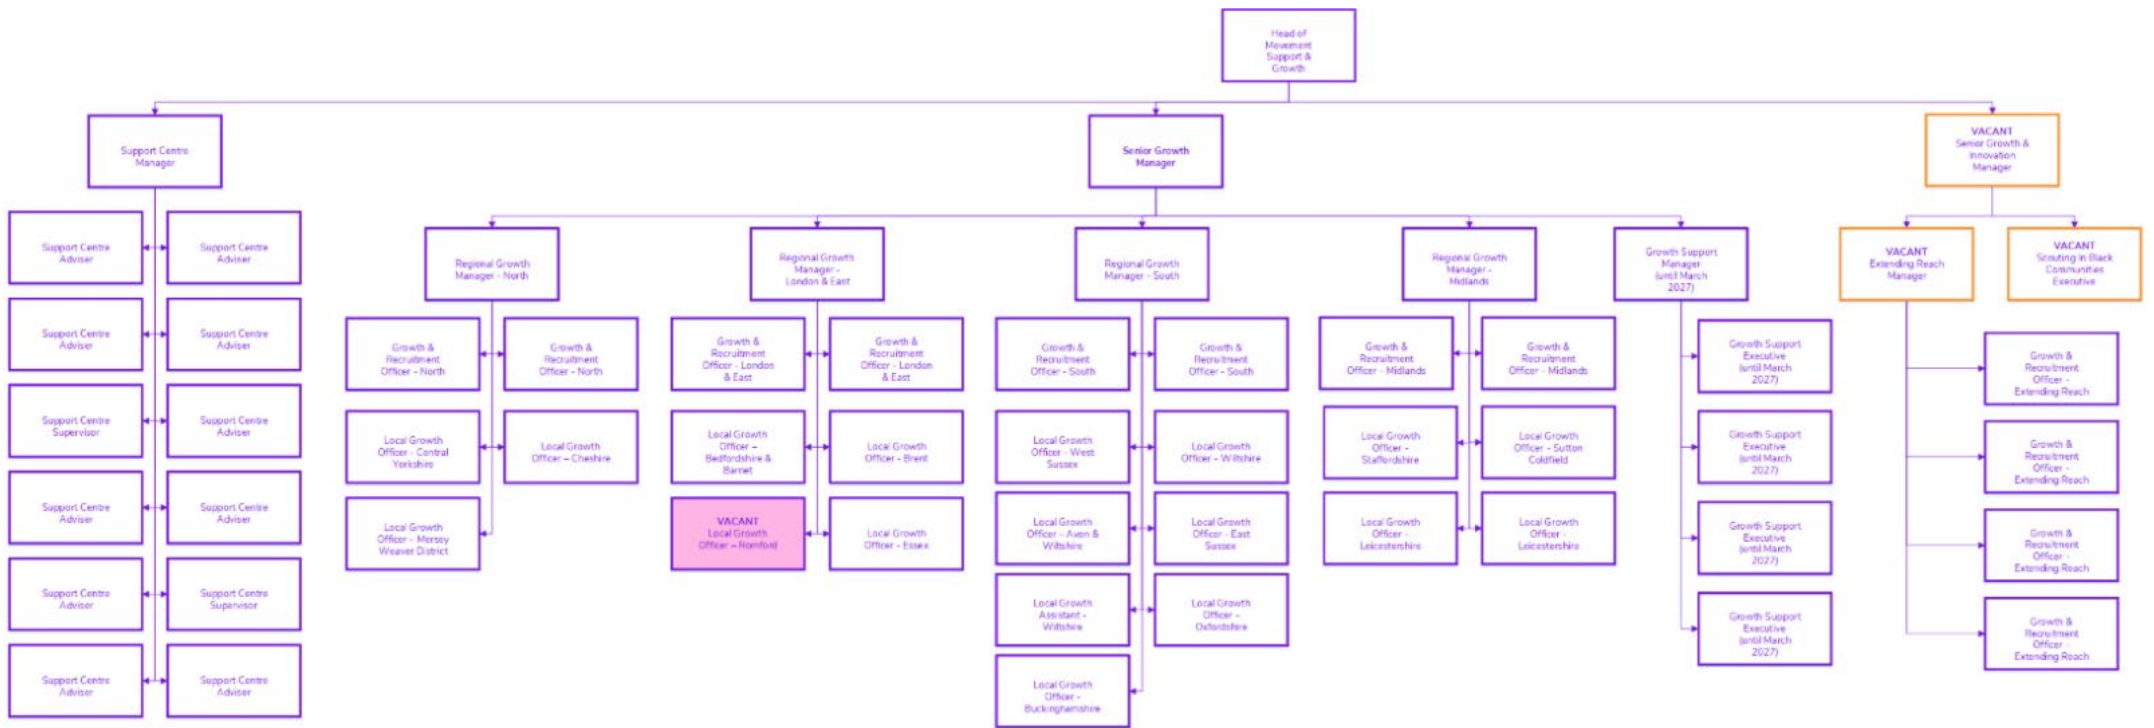 Head of
Movement
Support &
Growth
Support Centre
Manager
Senior Growth
Manager
VACANT
Senior Growth &
Innovation
Manager
Support Centre
Adviser
Support Centre
Adviser
Support Centre
Adviser
Support Centre
Adviser
Support Centre
Supervisor
Support Centre
Adviser
Support Centre
Adviser
Support Centre
Adviser
Support Centre
Adviser
Support Centre
Supervisor
Support Centre
Adviser
Support Centre
Adviser
Regional Growth
Manager - North
Growth &
Recruitment
Officer - North
Growth &
Recruitment
Officer - North
Local Growth
Officer - Central
Yorkshire
Local Growth
Officer – Cheshire
Local Growth
Officer - Mersey
Weaver District
Regional Growth
Manager -
London & East
Growth &
Recruitment
Officer - London
& East
Growth &
Recruitment
Officer - London
& East
Local Growth
Officer –
Bedfordshire &
Barnet
Local Growth
Officer - Brent
VACANT
Local Growth
Officer – Romford
Local Growth
Officer - Essex
Regional Growth
Manager - South
Growth &
Recruitment
Officer - South
Growth &
Recruitment
Officer - South
Local Growth
Officer - West
Sussex
Local Growth
Officer – Wiltshire
Local Growth
Officer – Avon &
Wiltshire
Local Growth
Officer - East
Sussex
Local Growth
Assistant -
Wiltshire
Local Growth
Officer –
Oxfordshire
Local Growth
Officer -
Buckinghamshire
Regional Growth
Manager -
Midlands
Growth &
Recruitment
Officer - Midlands
Growth &
Recruitment
Officer - Midlands
Local Growth
Officer -
Staffordshire
Local Growth
Officer - Sutton
Coldfield
Local Growth
Officer -
Leicestershire
Local Growth
Officer -
Leicestershire
Growth Support
Manager
(until March
2027)
Growth Support
Executive
(until March
2027)
Growth Support
Executive
(until March
2027)
Growth Support
Executive
(until March
2027)
Growth Support
Executive
(until March
2027)
VACANT
Extending Reach
Manager
VACANT
Scouting In Black
Communities
Executive
Growth &
Recruitment
Officer -
Extending Reach
Growth &
Recruitment
Officer -
Extending Reach
Growth &
Recruitment
Officer -
Extending Reach
Growth &
Recruitment
Officer -
Extending Reach